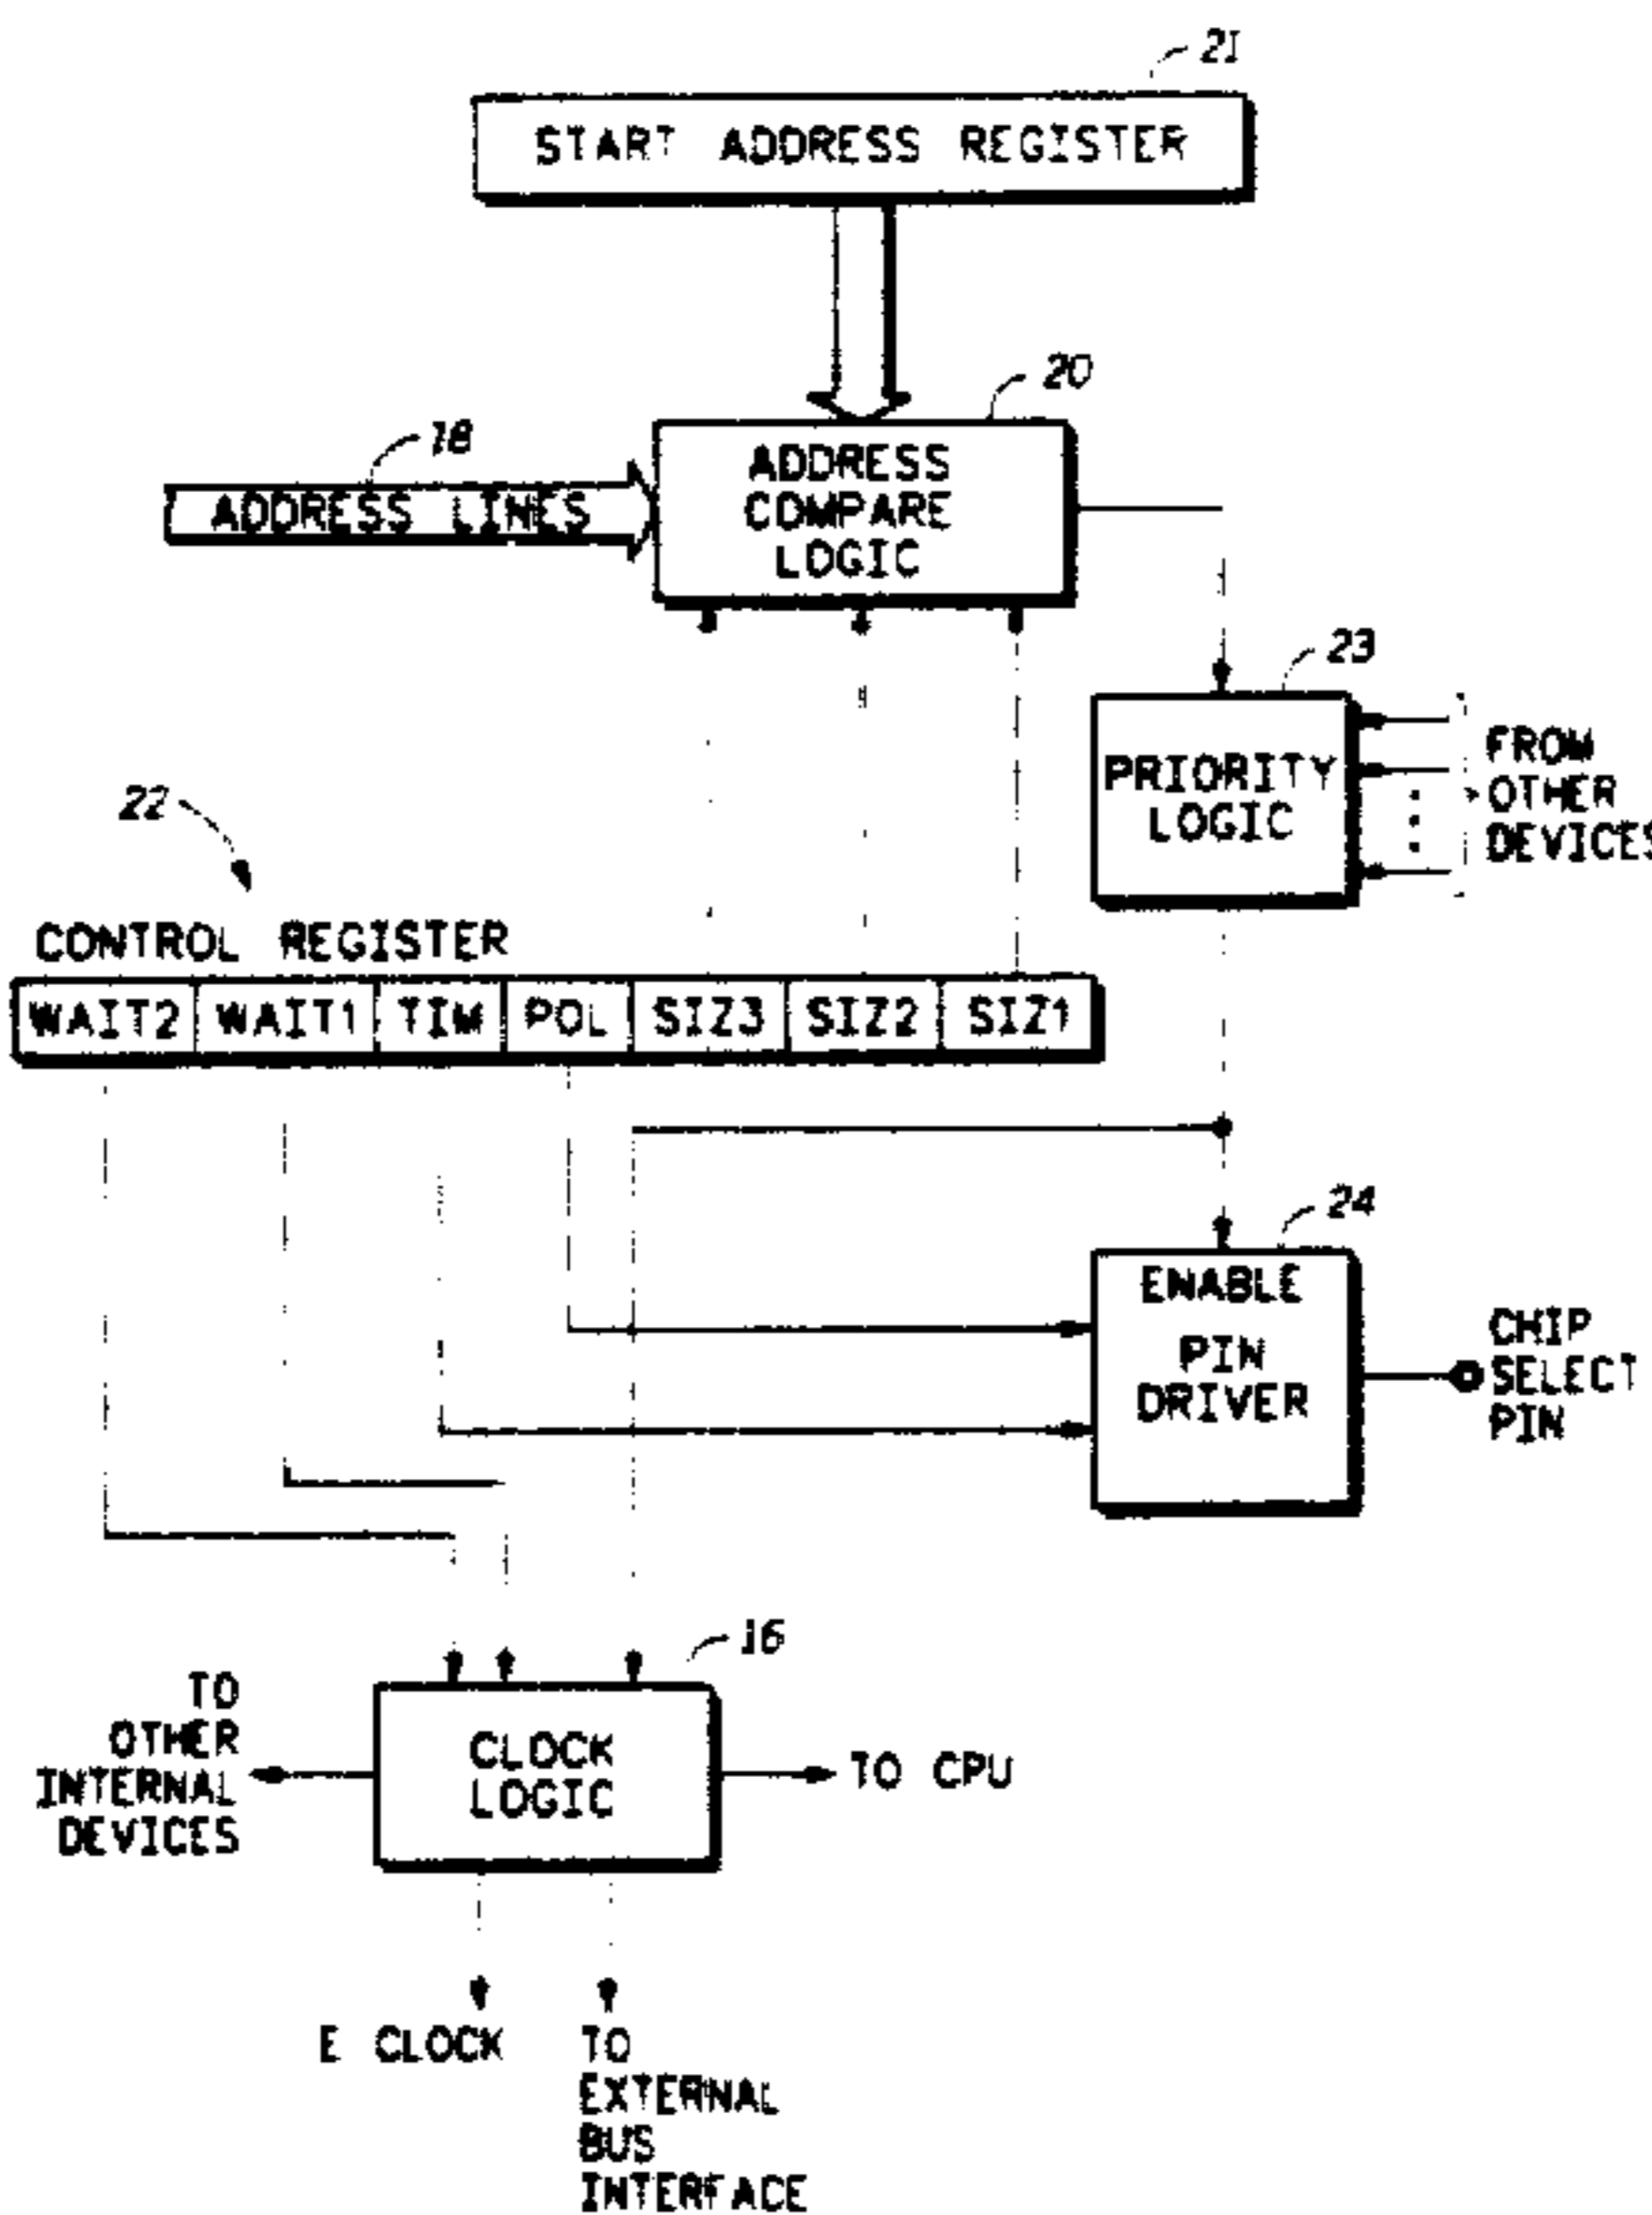 21
START ADDRESS REGISTER
20
18
ADDRESS LINES
ADDRESS
COMPARE
LOGIC
23
PRIORITY
LOGIC
FROM
OTHER
DEVICES
22
CONTROL REGISTER
WAIT2 WAIT1 TIM POL SIZ3 SIZ2 SIZ1
24
ENABLE
PIN
DRIVER
CHIP
SELECT
PIN
16
TO
OTHER
INTERNAL
DEVICES
CLOCK
LOGIC
TO CPU
E CLOCK
TO
EXTERNAL
BUS
INTERFACE